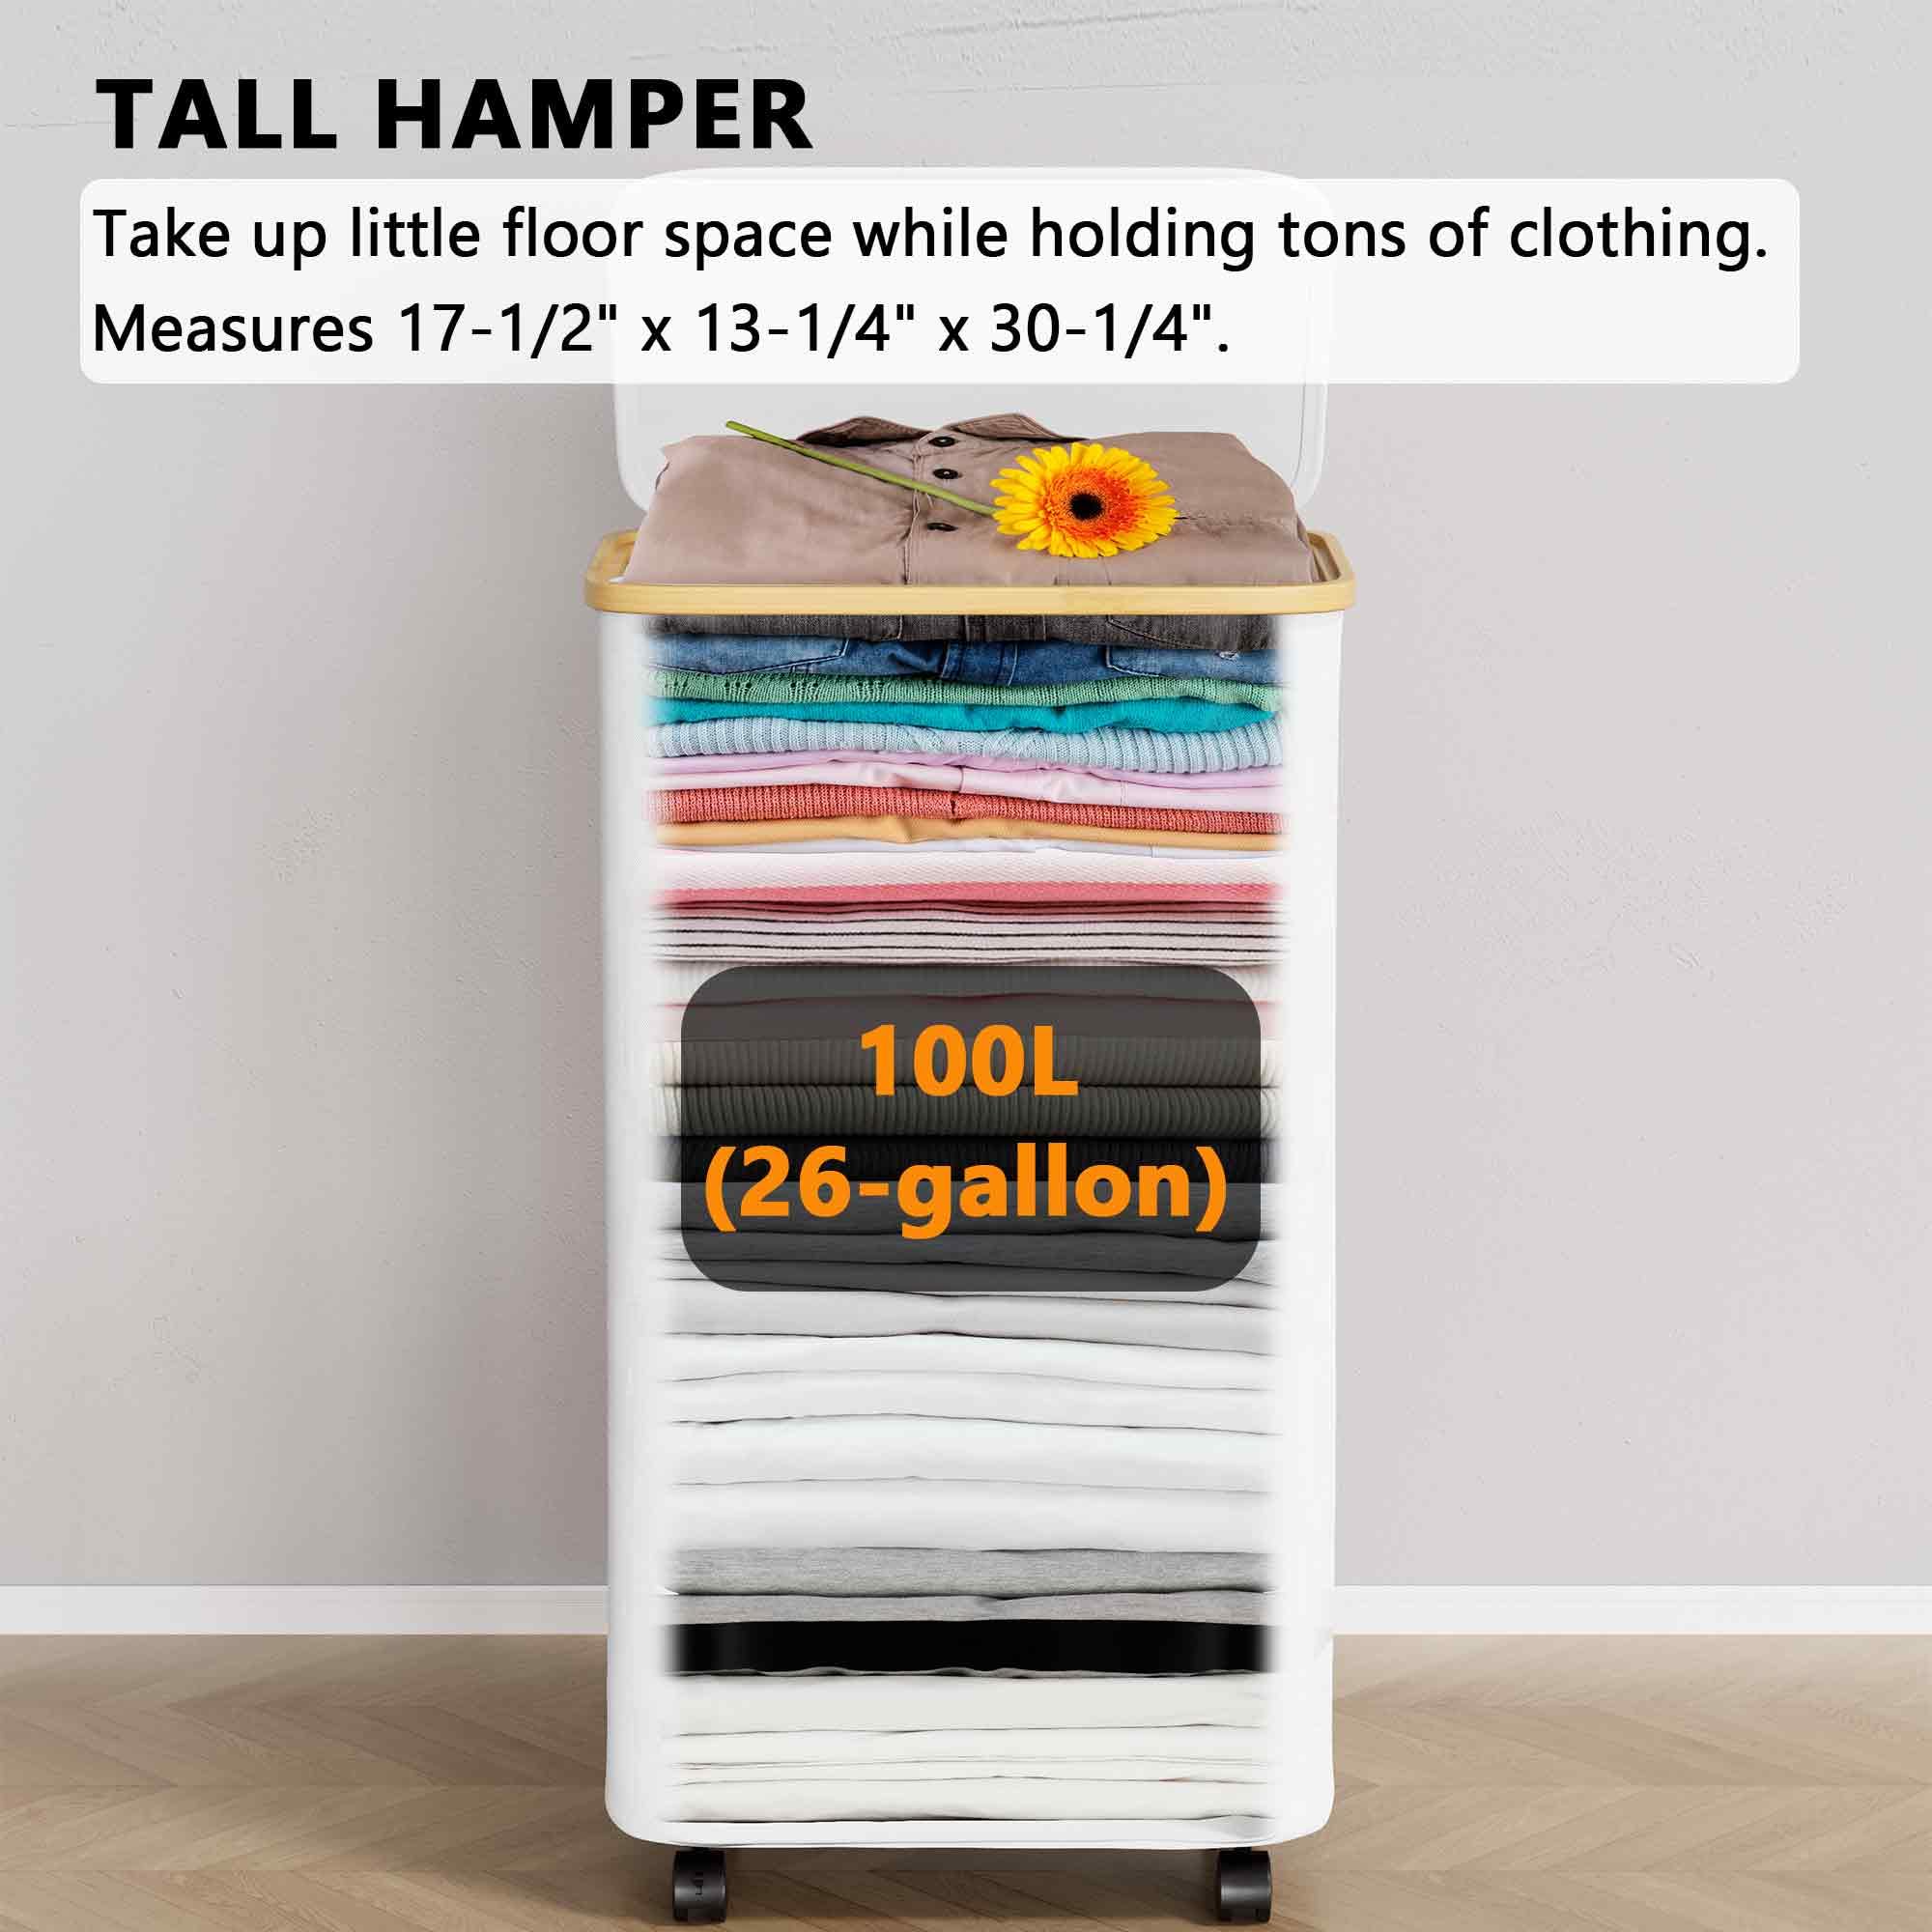 TALL HAMPER
Take up little floor space while holding tons of clothing.
Measures 17-1/2" x 13-1/4" x 30-1/4".
100L
(26-gallon)